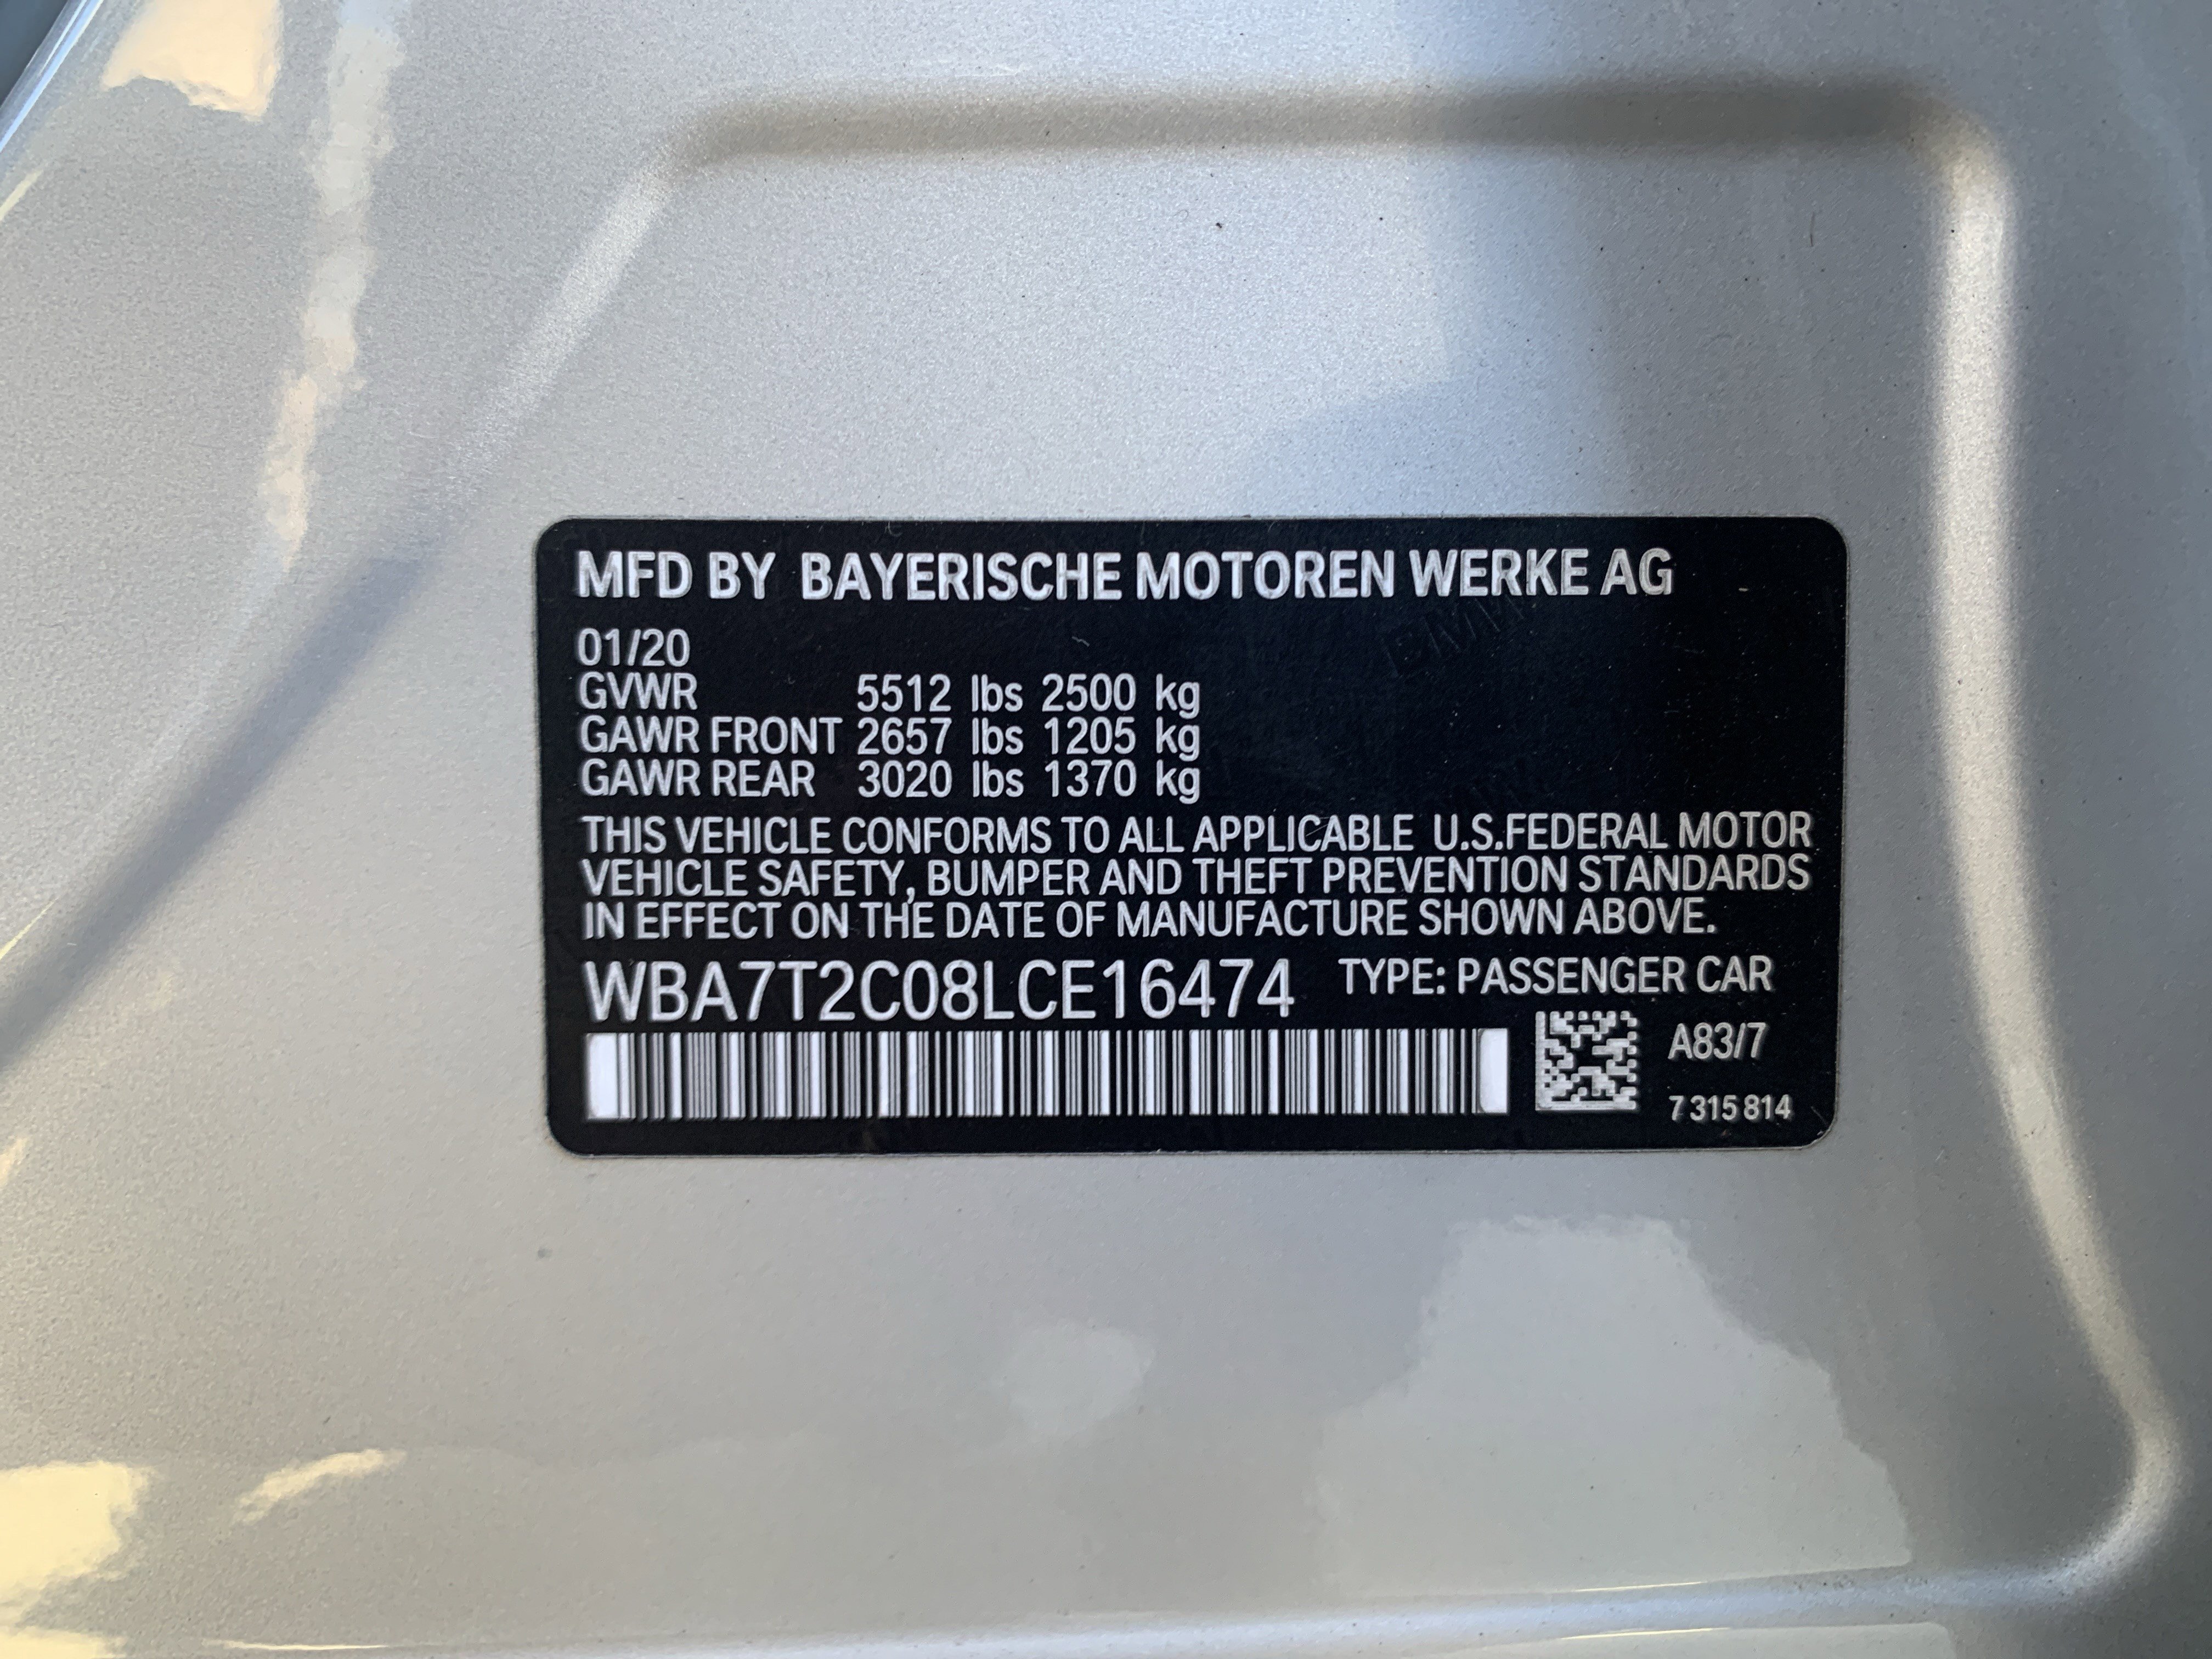 MFD BY BAYERISCHE MOTOREN WERKE AG
01/20
GVWR 5512 lbs 2500 kg
GAWR FRONT 2657 lbs 1205 kg
GAWR REAR 3020 lbs 1370 kg
THIS VEHICLE CONFORMS TO ALL APPLICABLE U.S.FEDERAL MOTOR
VEHICLE SAFETY, BUMPER AND THEFT PREVENTION STANDARDS
IN EFFECT ON THE DATE OF MANUFACTURE SHOWN ABOVE.
WBA7T2C08LCE16474 TYPE: PASSENGER CAR
A83/7
7 315 814